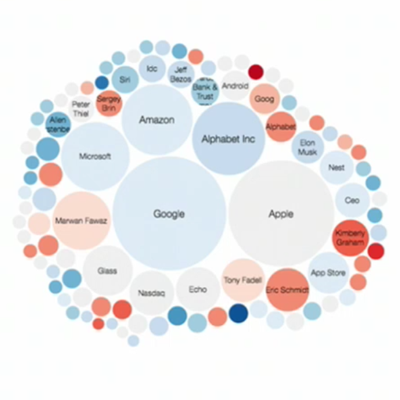 Idc
Jeff
Bezos
Siri
Bank &
Trust
Android
Sergey
Brin
Goog
Peter
Thiel
Amazon
Allen
Alphabet
Alphabet Inc
Elon
Musk
Microsoft
Nest
Ceo
Marwan Fawaz
Google
Apple
Kimberly
Graham
Glass
App Store
Tony Fadell
Nasdaq
Echo
Eric Schmidt